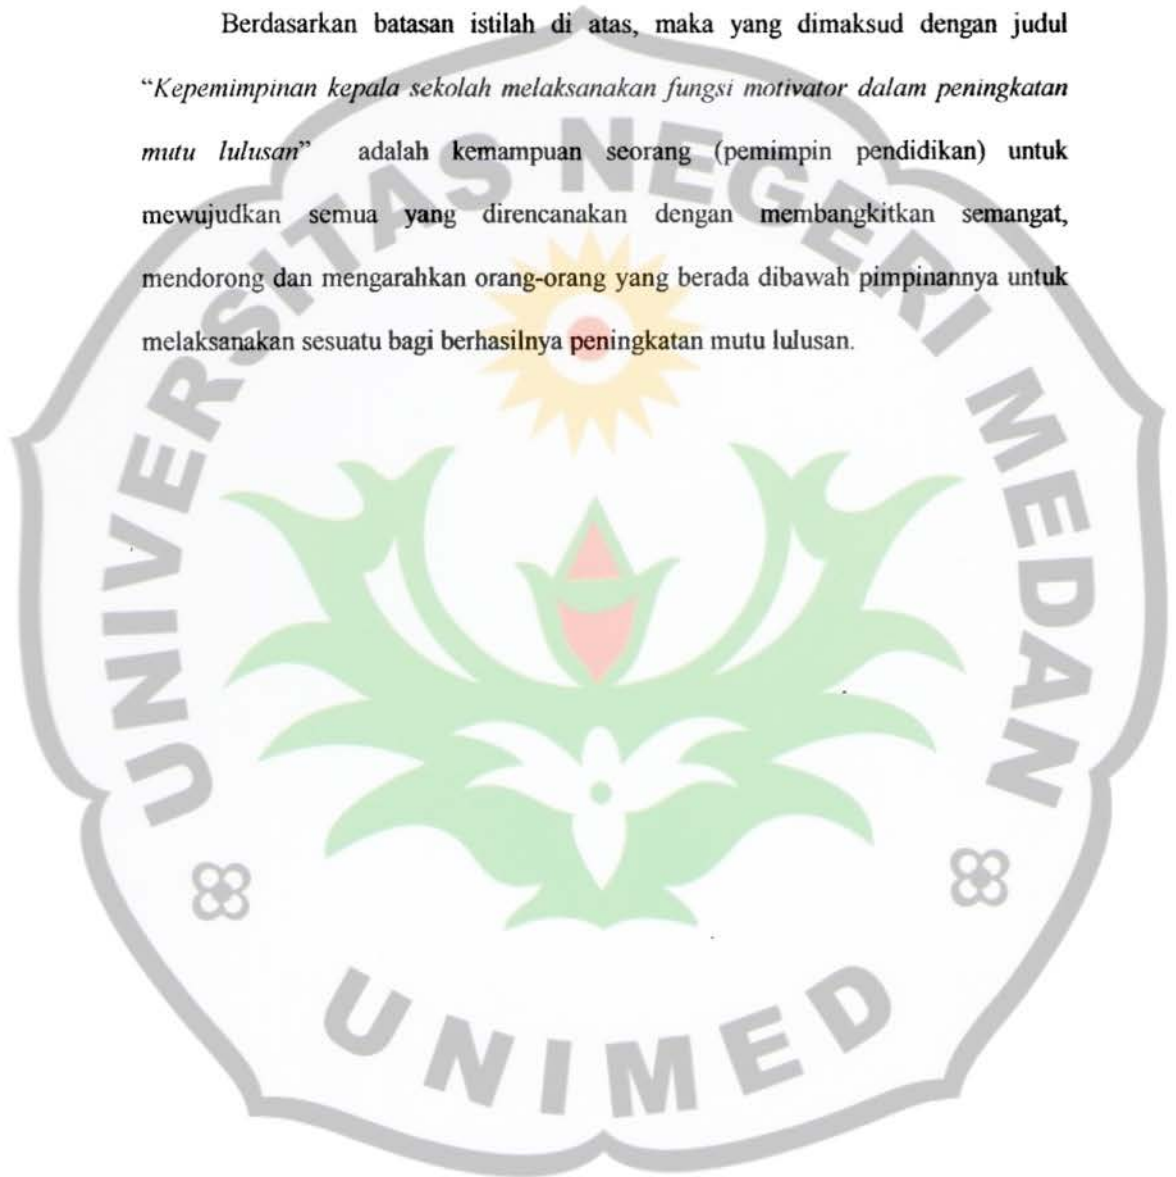 Berdasarkan batasan istilah di atas, maka yang dimaksud dengan judul
“Kepemimpinan kepala sekolah melaksanakan fungsi motivator dalam peningkatan
mutu lulusan” adalah kemampuan seorang (pemimpin pendidikan) untuk
mewujudkan semua yang direncanakan dengan membangkitkan semangat,
mendorong dan mengarahkan orang-orang yang berada dibawah pimpinannya untuk
melaksanakan sesuatu bagi berhasilnya peningkatan mutu lulusan.
UNIVERSITAS NEGERI MEDAN
UNIMED